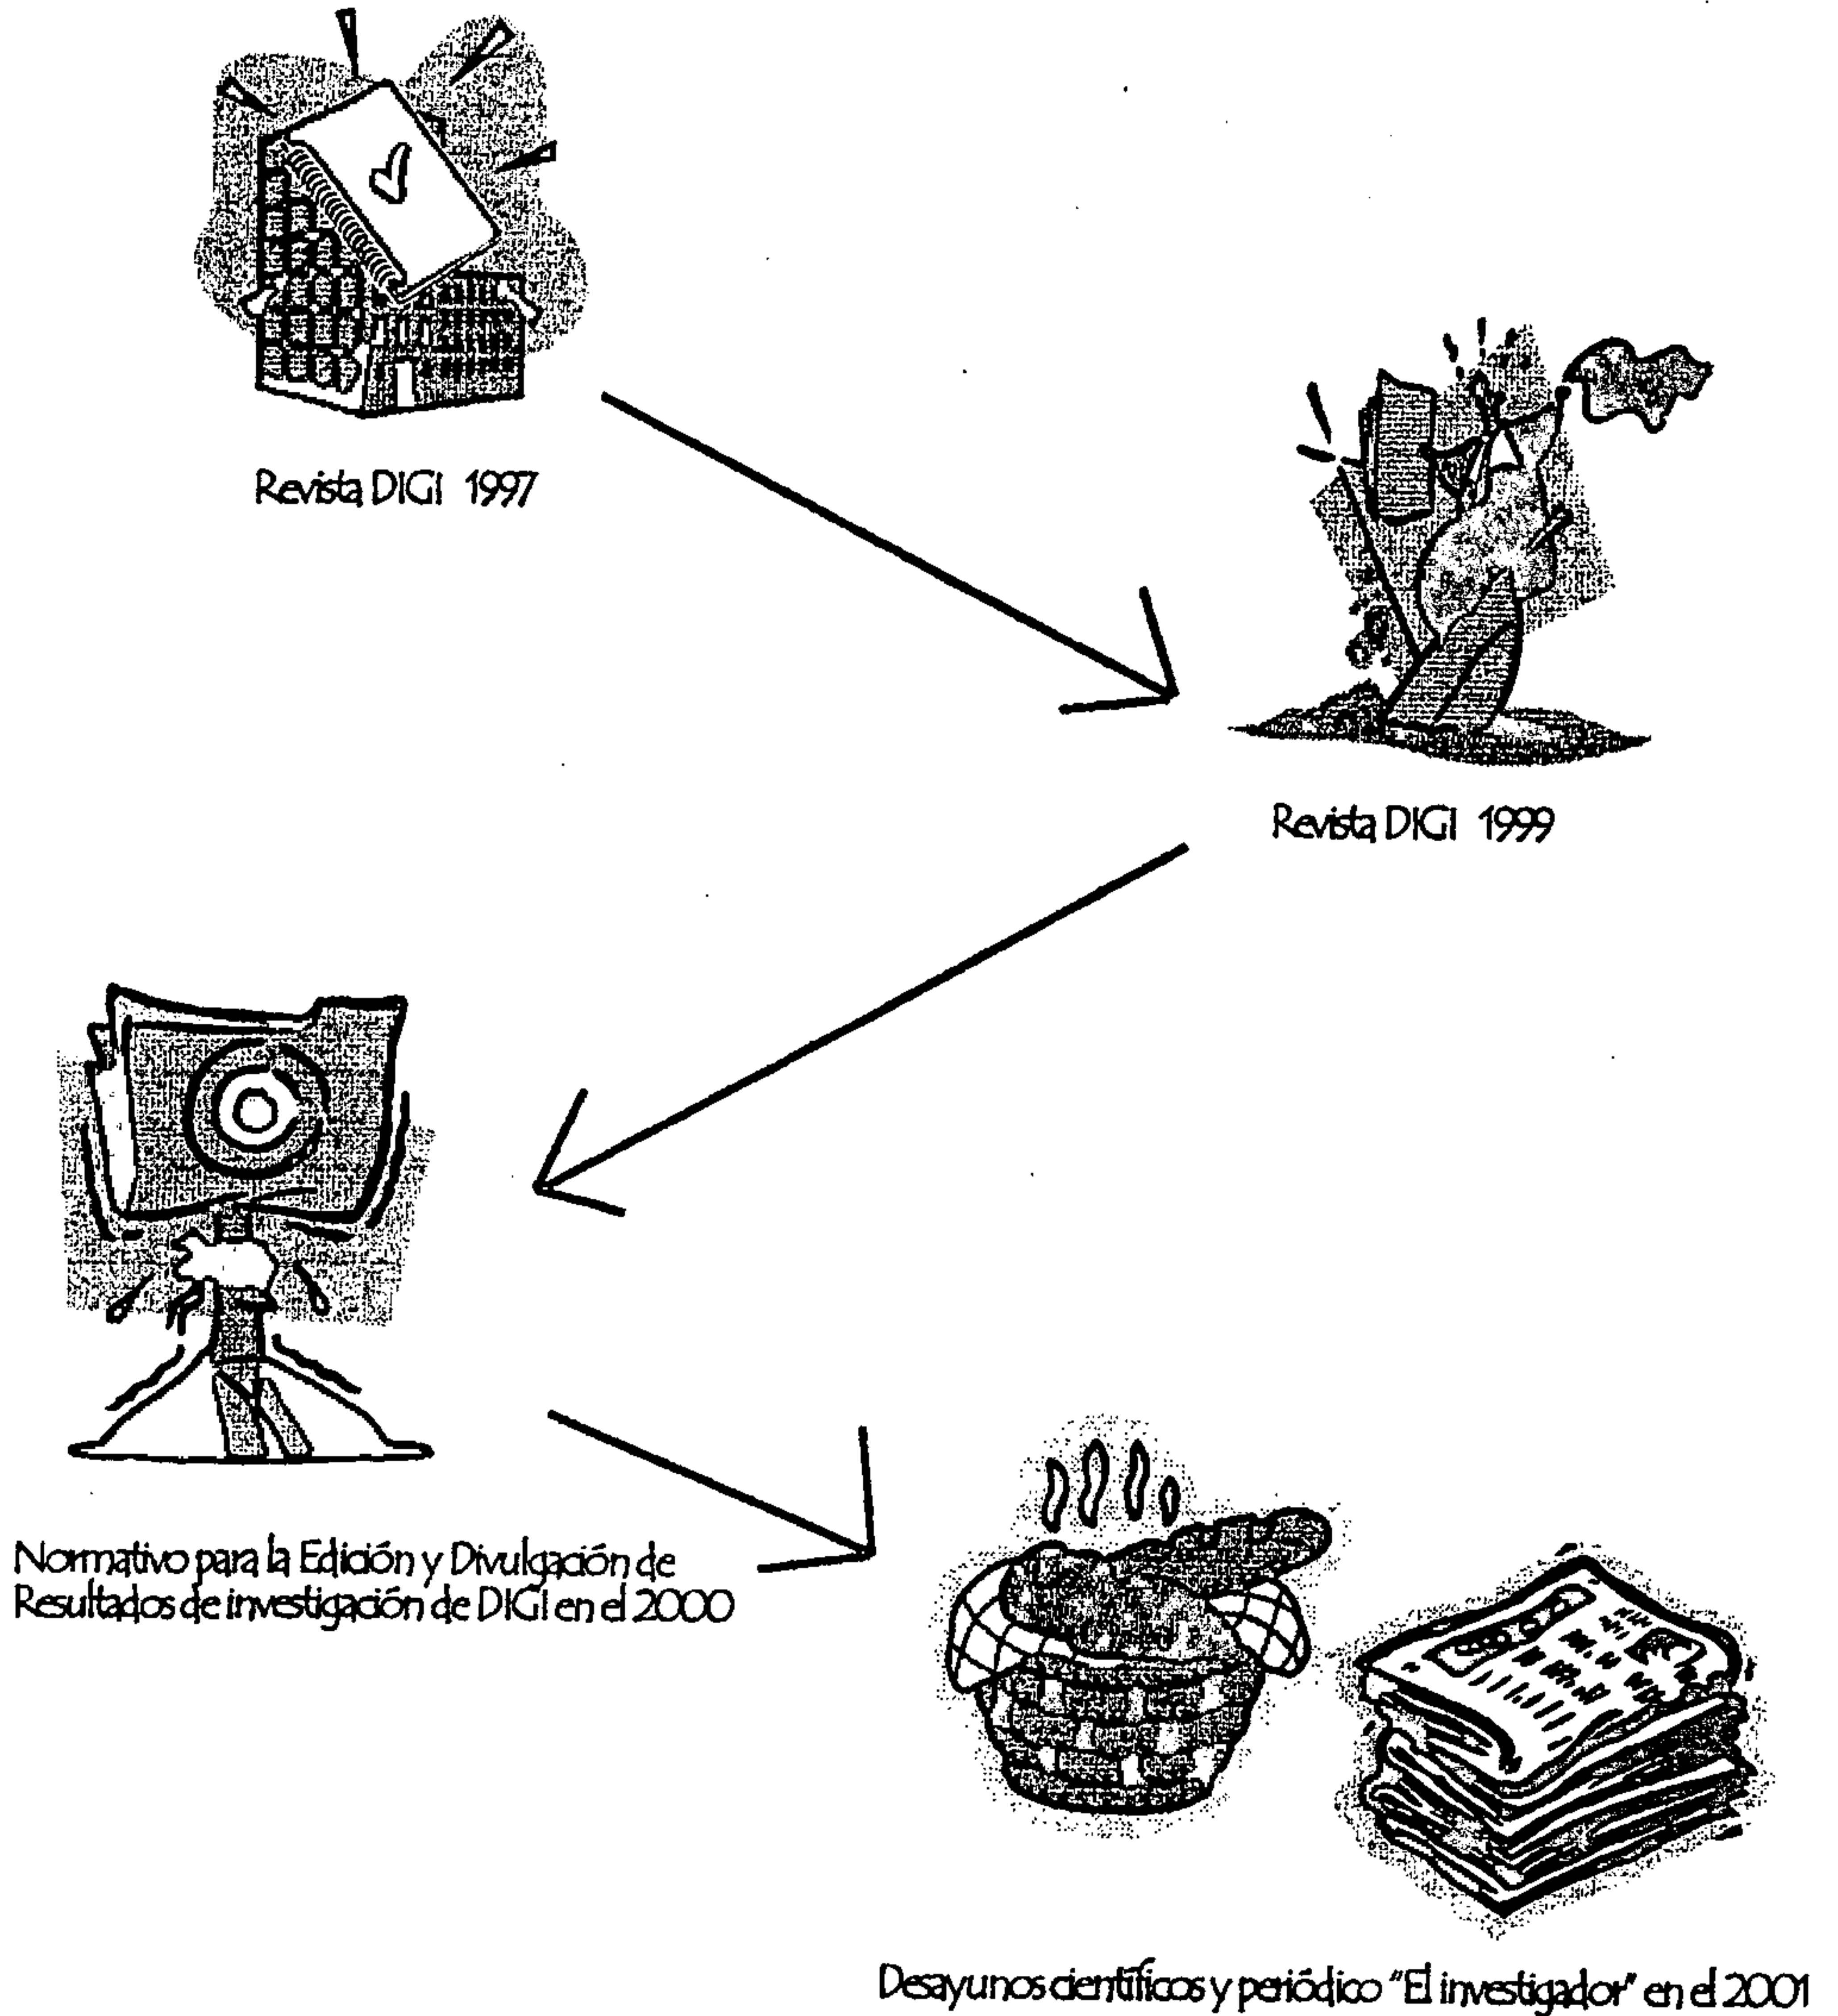 Revista DIGI 1997
Revista DIGI 1999
Normativo para la Edición y Divulgación de
Resultados de investigación de DIGI en el 2000
Desayunos científicos y periódico "El investigador" en el 2001